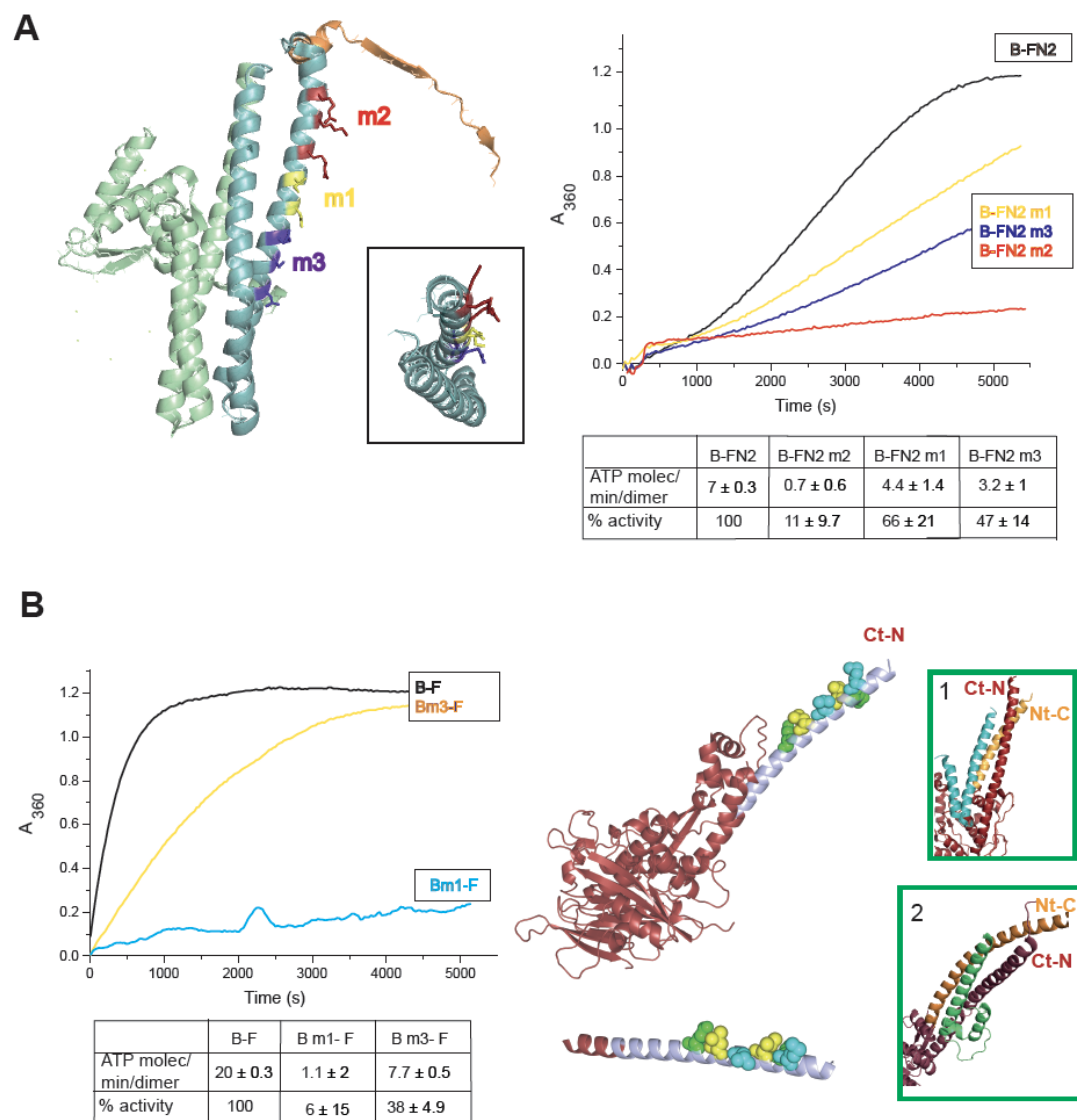 A
m2
m1
m3
B-FN2
B-FN2 m1
B-FN2 m3
B-FN2 m2
A360
1.2
1.0
0.8
0.6
0.4
0.2
0.0
0 1000 2000 3000 4000 5000
Time (s)
B-FN2 B-FN2 m2 B-FN2 m1 B-FN2 m3
ATP molec/
min/dimer 7 ± 0.3 0.7 ± 0.6 4.4 ± 1.4 3.2 ± 1
% activity 100 11 ± 9.7 66 ± 21 47 ± 14
B
B-F
Bm3-F
Bm1-F
A360
1.2
1.0
0.8
0.6
0.4
0.2
0.0
0 1000 2000 3000 4000 5000
Time (s)
B-F B m1- F B m3- F
ATP molec/
min/dimer 20 ± 0.3 1.1 ± 2 7.7 ± 0.5
% activity 100 6 ± 15 38 ± 4.9
Ct-N
1
Ct-N
Nt-C
2
Nt-C
Ct-N